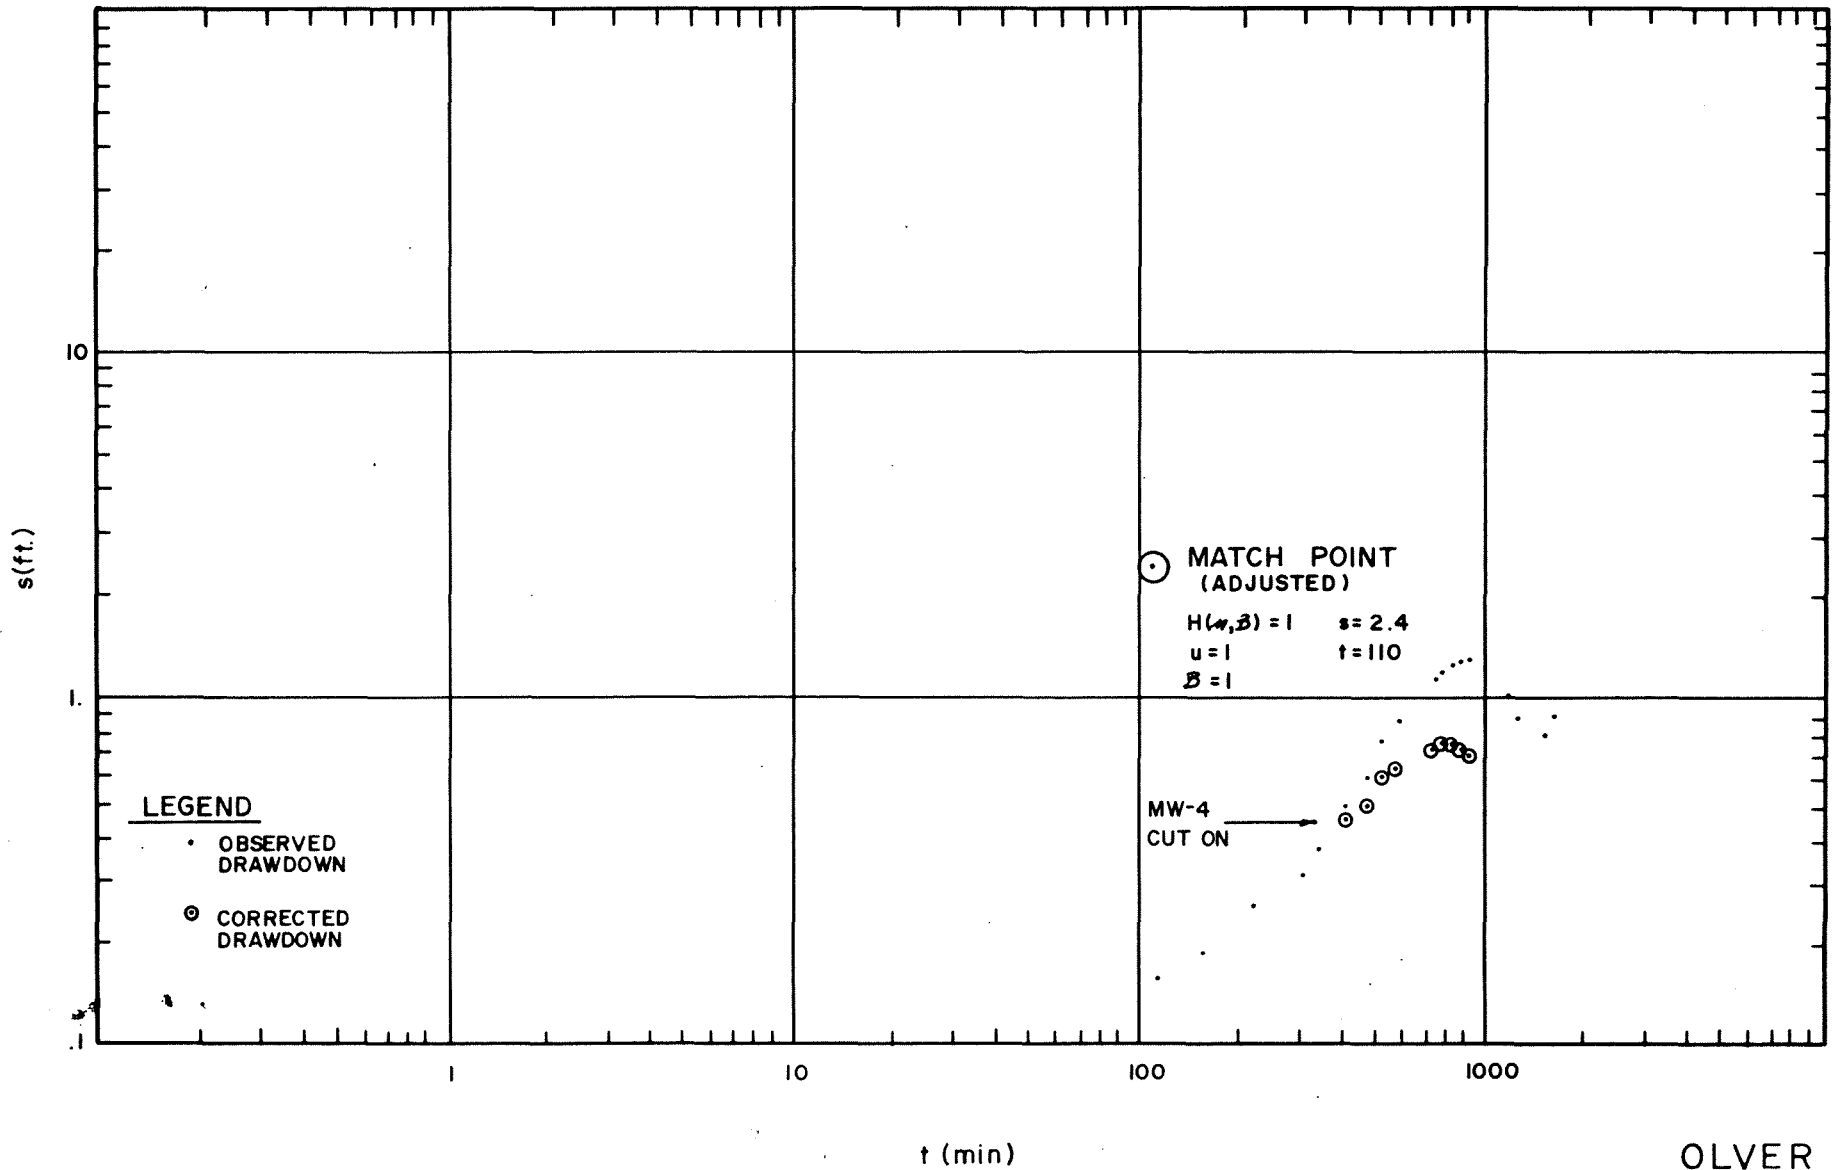 10
s(ft.)
MATCH POINT
(ADJUSTED)
H(u,β) = 1 s= 2.4
u = 1 t = 110
β = 1
1.
LEGEND
OBSERVED
DRAWDOWN
CORRECTED
DRAWDOWN
MW-4
CUT ON
.1
1 10 100 1000
t (min)
OLVER